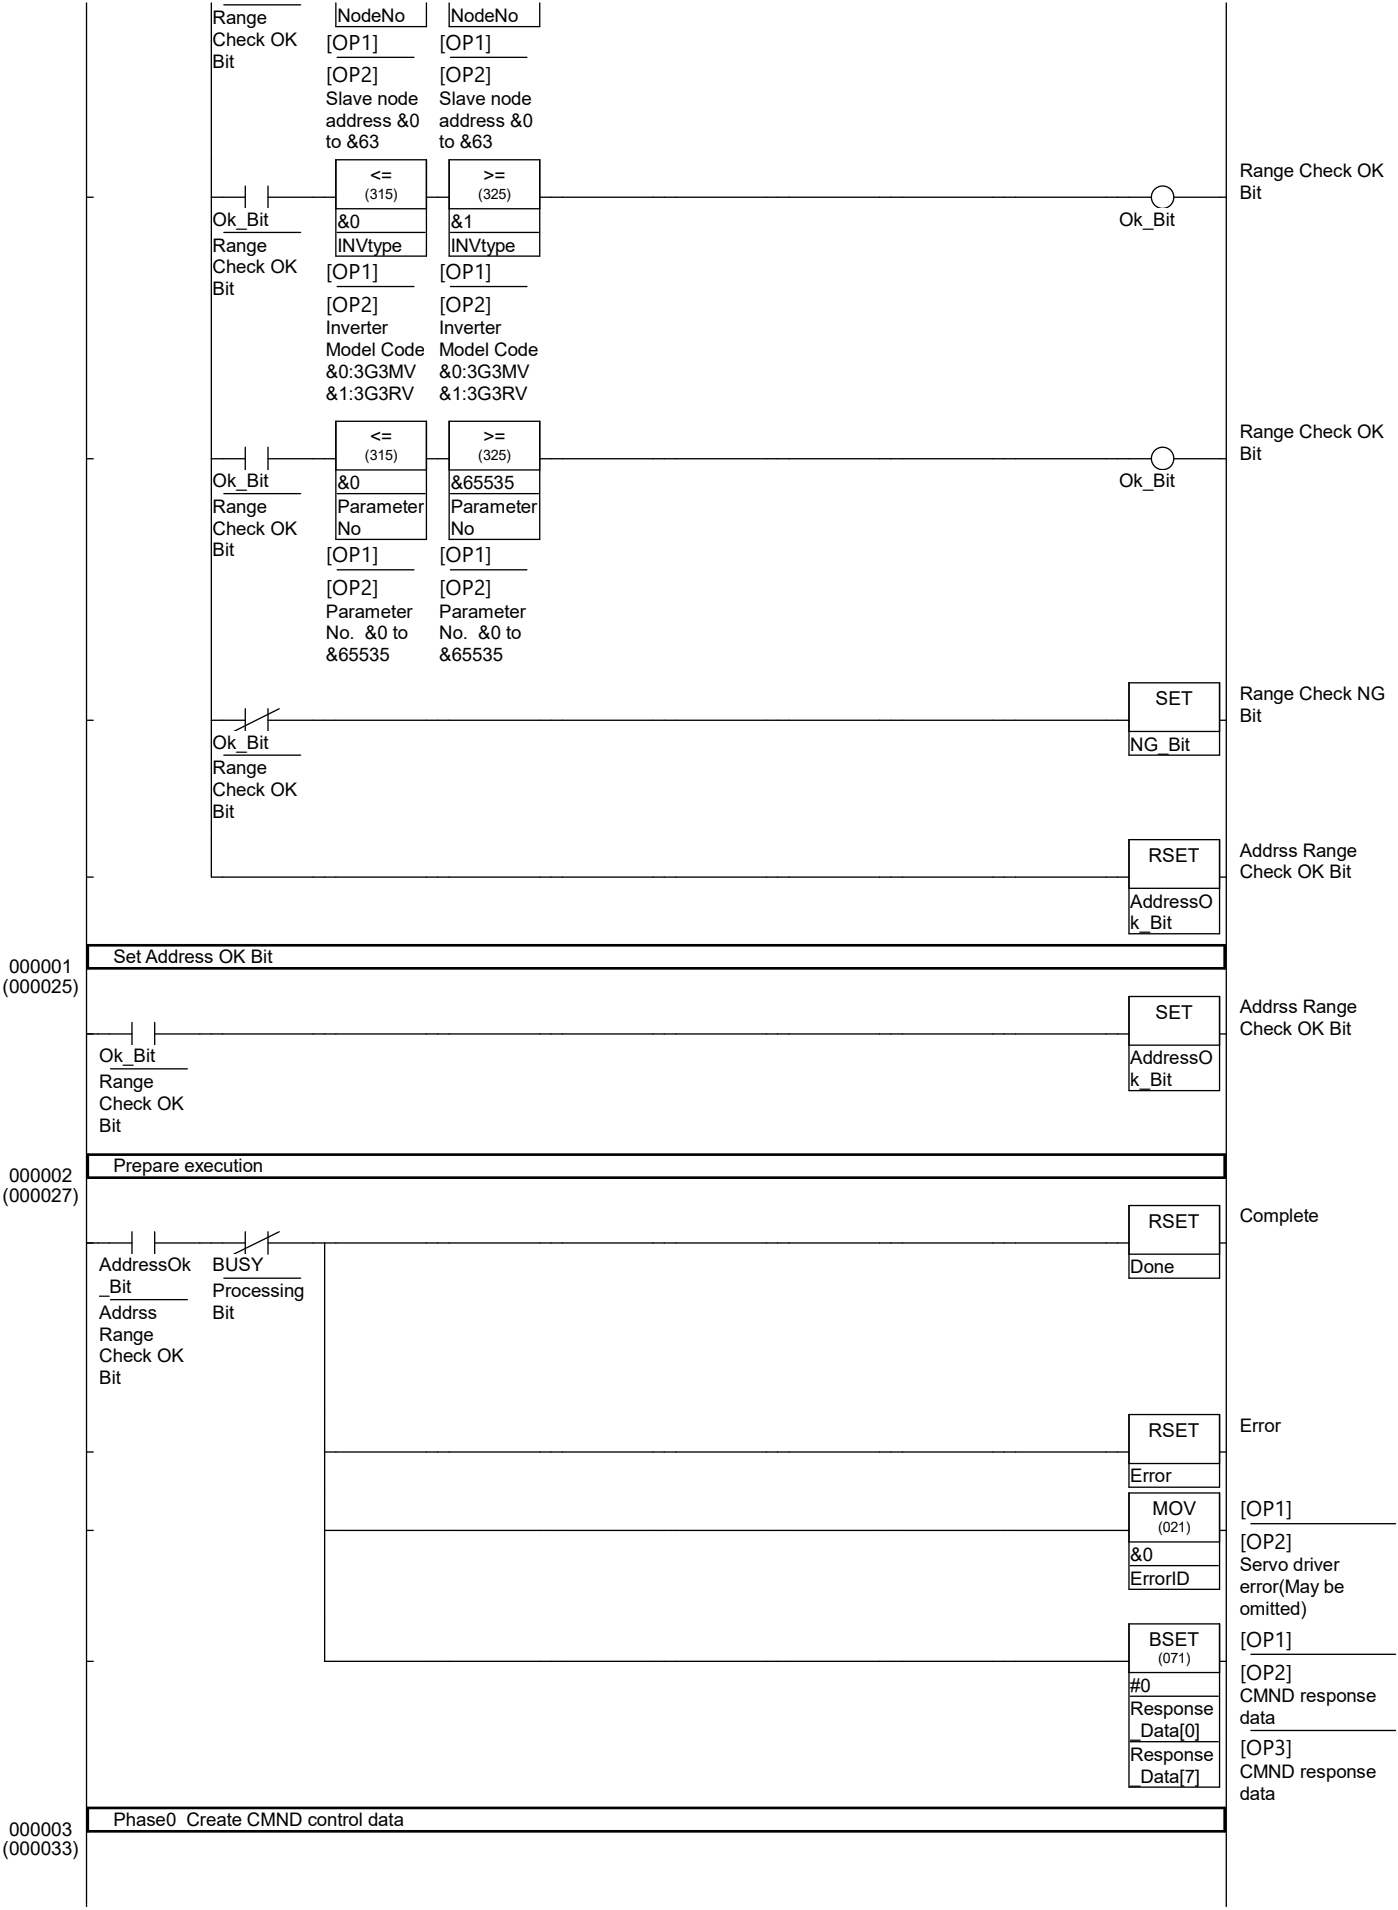 Range
Check OK
Bit
NodeNo
NodeNo
[OP1]
[OP1]
[OP2]
[OP2]
Slave node
address &0
to &63
Slave node
address &0
to &63
<=
(315)
>=
(325)
Range Check OK
Bit
Ok_Bit
&0
&1
Ok_Bit
Range
Check OK
Bit
INVtype
INVtype
[OP1]
[OP1]
[OP2]
[OP2]
Inverter
Model Code
&0:3G3MV
&1:3G3RV
Inverter
Model Code
&0:3G3MV
&1:3G3RV
<=
(315)
>=
(325)
Range Check OK
Bit
Ok_Bit
&0
&65535
Ok_Bit
Range
Check OK
Bit
Parameter
No
Parameter
No
[OP1]
[OP1]
[OP2]
[OP2]
Parameter
No.  &0 to
&65535
Parameter
No.  &0 to
&65535
SET
Range Check NG
Bit
Ok_Bit
NG_Bit
Range
Check OK
Bit
RSET
Addrss Range
Check OK Bit
AddressO
k_Bit
000001
(000025)
Set Address OK Bit
SET
Addrss Range
Check OK Bit
Ok_Bit
AddressO
k_Bit
Range
Check OK
Bit
000002
(000027)
Prepare execution
RSET
Complete
AddressOk
_Bit
BUSY
Done
Addrss
Range
Check OK
Bit
Processing
Bit
RSET
Error
Error
MOV
(021)
&0
ErrorID
[OP1]
[OP2]
Servo driver
error(May be
omitted)
BSET
(071)
#0
Response
_Data[0]
Response
_Data[7]
[OP1]
[OP2]
CMND response
data
[OP3]
CMND response
data
000003
(000033)
Phase0  Create CMND control data